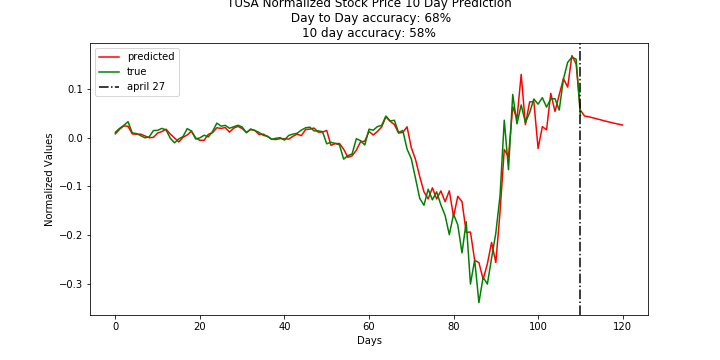 TUSA Normalized Stock Price 10 Day Prediction
Day to Day accuracy: 68%
10 day accuracy: 58%
predicted
true
april 27
Normalized Values
0.1
0.0
−0.1
−0.2
−0.3
0
20
40
60
80
100
120
Days